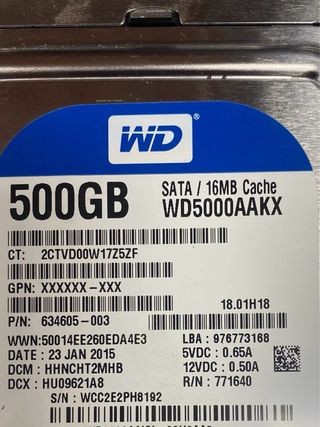 WD®
500GB
SATA / 16MB Cache
WD5000AAKX
CT: 2CTVD00W17Z5ZF
GPN: XXXXXX-XXX
18.01H18
P/N: 634605-003
WWN:50014EE260EDA4E3
LBA : 976773168
DATE : 23 JAN 2015
5VDC : 0.65A
DCM : HHNCHT2MHB
12VDC : 0.50A
DCX : HU09621A8
R/N : 771640
S/N : WCC2E2PH8192